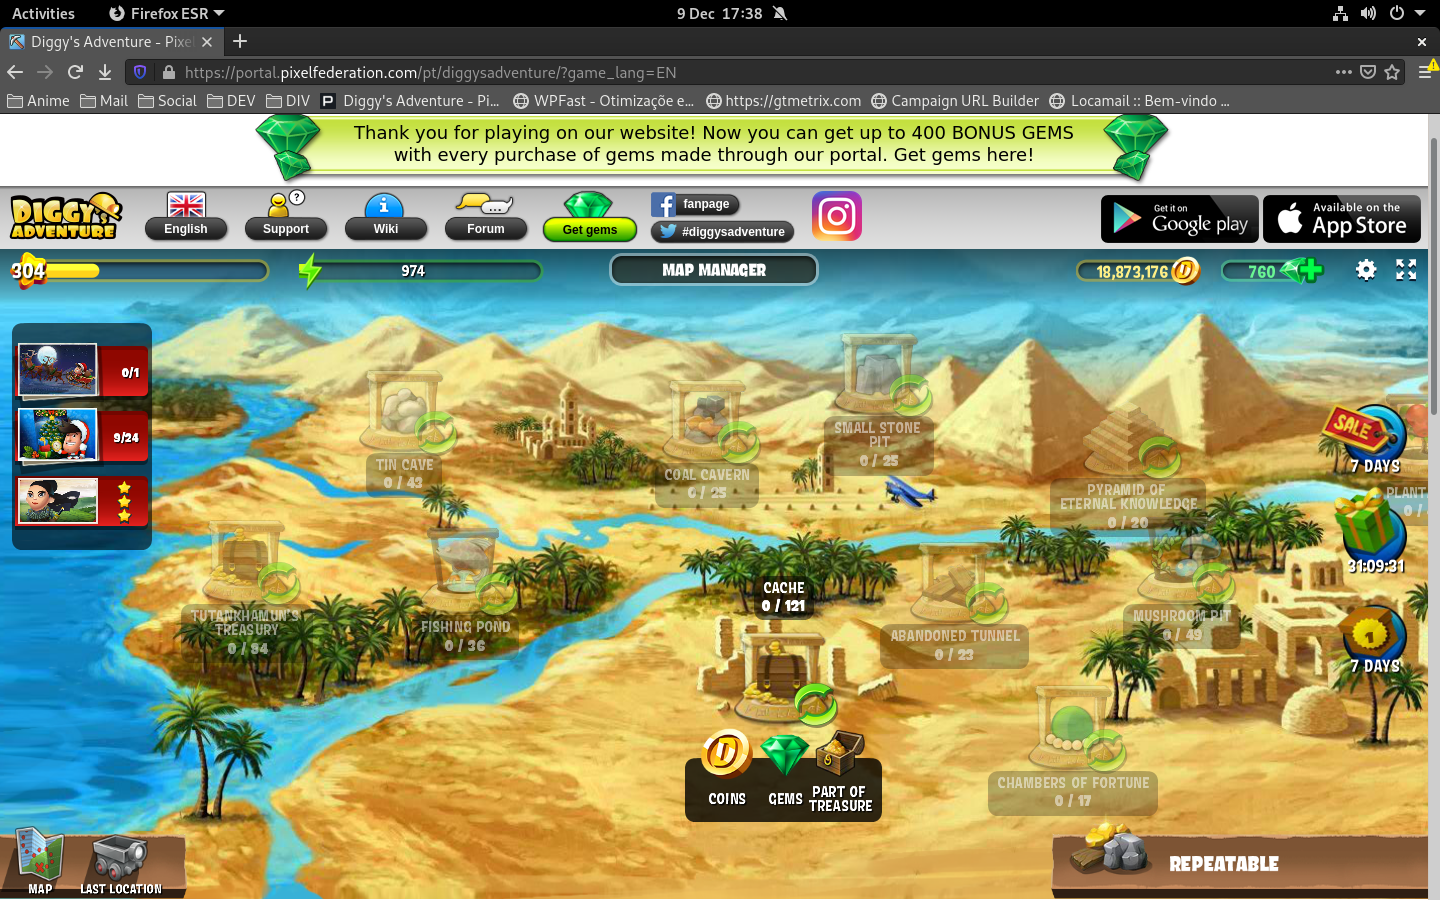 Activities
Firefox ESR
9 Dec 17:38
Diggy's Adventure - Pixel
https://portal.pixelfederation.com/pt/diggysadventure/?game_lang=EN
Anime
Mail
Social
DEV
DIV
Diggy's Adventure - Pi...
WPFast - Otimização e...
https://gtmetrix.com
Campaign URL Builder
Locamail :: Bem-vindo ...
Thank you for playing on our website! Now you can get up to 400 BONUS GEMS
with every purchase of gems made through our portal. Get gems here!
DIGGY'S
ADVENTURE
English
Support
Wiki
Forum
Get gems
fanpage
#diggysadventure
Get it on
Google play
Available on the
App Store
304
974
MAP MANAGER
18,873,176
760
0/1
9/24
TIN CAVE
0 / 43
COAL CAVERN
0 / 25
SMALL STONE
PIT
0 / 25
PYRAMID OF
ETERNAL KNOWLEDGE
0 / 20
SALE
7 DAYS
PLANT
0 /
31:09:31
TUTANKHAMUN'S
TREASURY
0 / 94
FISHING POND
0 / 36
CACHE
0 / 121
ABANDONED TUNNEL
0 / 23
MUSHROOM PIT
0 / 49
1
7 DAYS
CHAMBERS OF FORTUNE
0 / 17
COINS
GEMS
PART OF
TREASURE
MAP
LAST LOCATION
REPEATABLE